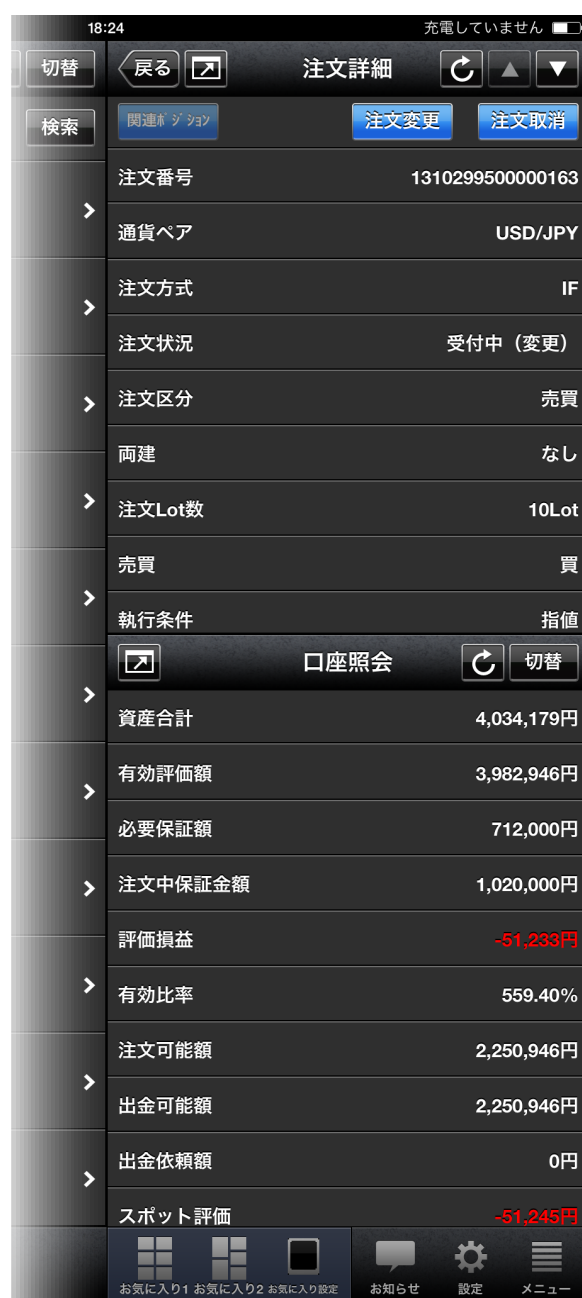 18:24 充電していません
切替 戻る 注文詳細
検索 関連ﾎﾟｼﾞｼｮﾝ 注文変更 注文取消
注文番号 1310299500000163
通貨ペア USD/JPY
注文方式 IF
注文状況 受付中（変更）
注文区分 売買
両建 なし
注文Lot数 10Lot
売買 買
執行条件 指値
口座照会 切替
資産合計 4,034,179円
有効評価額 3,982,946円
必要保証額 712,000円
注文中保証金額 1,020,000円
評価損益 -51,233円
有効比率 559.40%
注文可能額 2,250,946円
出金可能額 2,250,946円
出金依頼額 0円
スポット評価 -51,245円
お気に入り1 お気に入り2 お気に入り設定 お知らせ 設定 メニュー